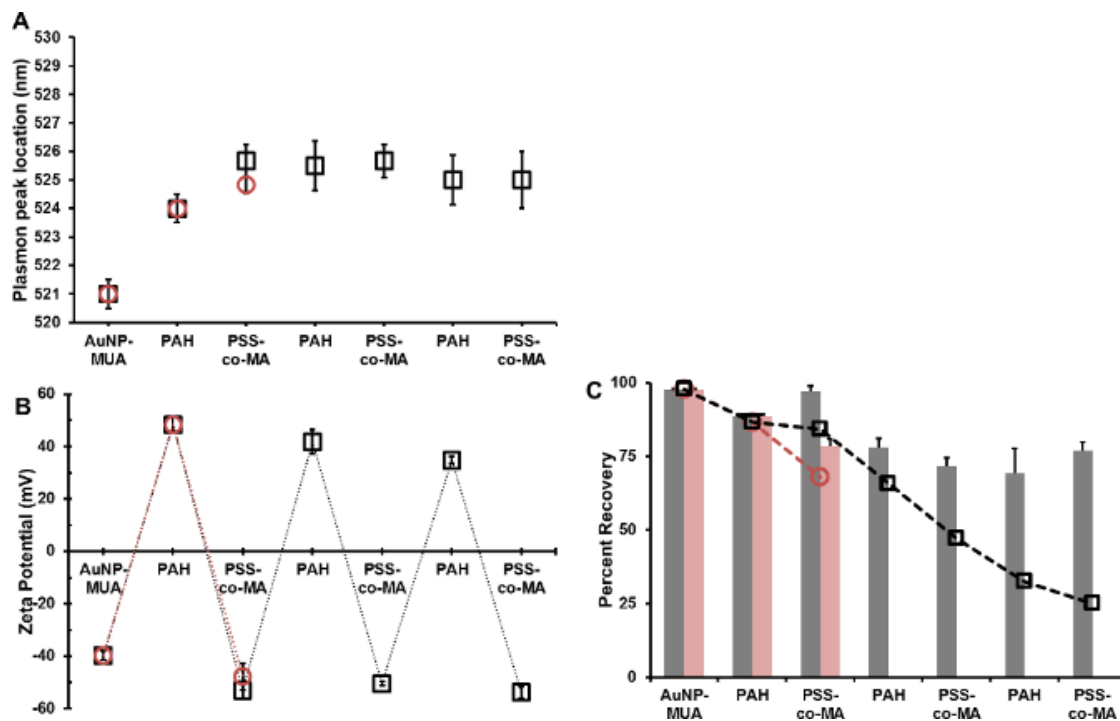 A
Plasmon peak location (nm)
530
529
528
527
526
525
524
523
522
521
520
AuNP-
MUA
PAH
PSS-
co-MA
PAH
PSS-
co-MA
PAH
PSS-
co-MA
B
Zeta Potential (mV)
60
40
20
0
-20
-40
-60
AuNP-
MUA
PAH
PSS-
co-MA
PAH
PSS-
co-MA
PAH
PSS-
co-MA
C
Percent Recovery
100
75
50
25
0
AuNP-
MUA
PAH
PSS-
co-MA
PAH
PSS-
co-MA
PAH
PSS-
co-MA